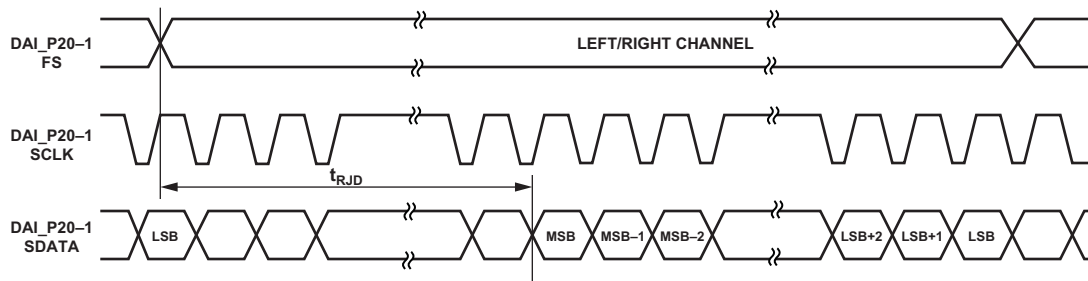 DAI_P20–1
FS
LEFT/RIGHT CHANNEL
DAI_P20–1
SCLK
tRJD
DAI_P20–1
SDATA
LSB
MSB
MSB–1
MSB–2
LSB+2
LSB+1
LSB